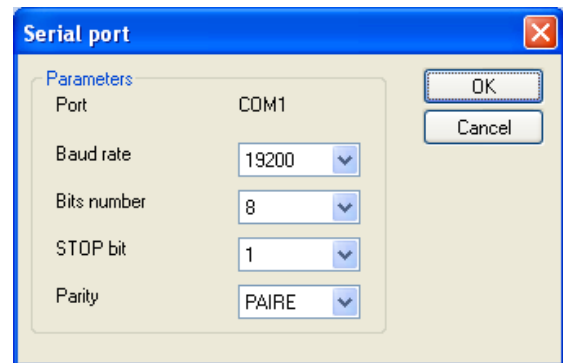 Serial port
Parameters
Port COM1
Baud rate 19200
Bits number 8
STOP bit 1
Parity PAIRE
OK
Cancel